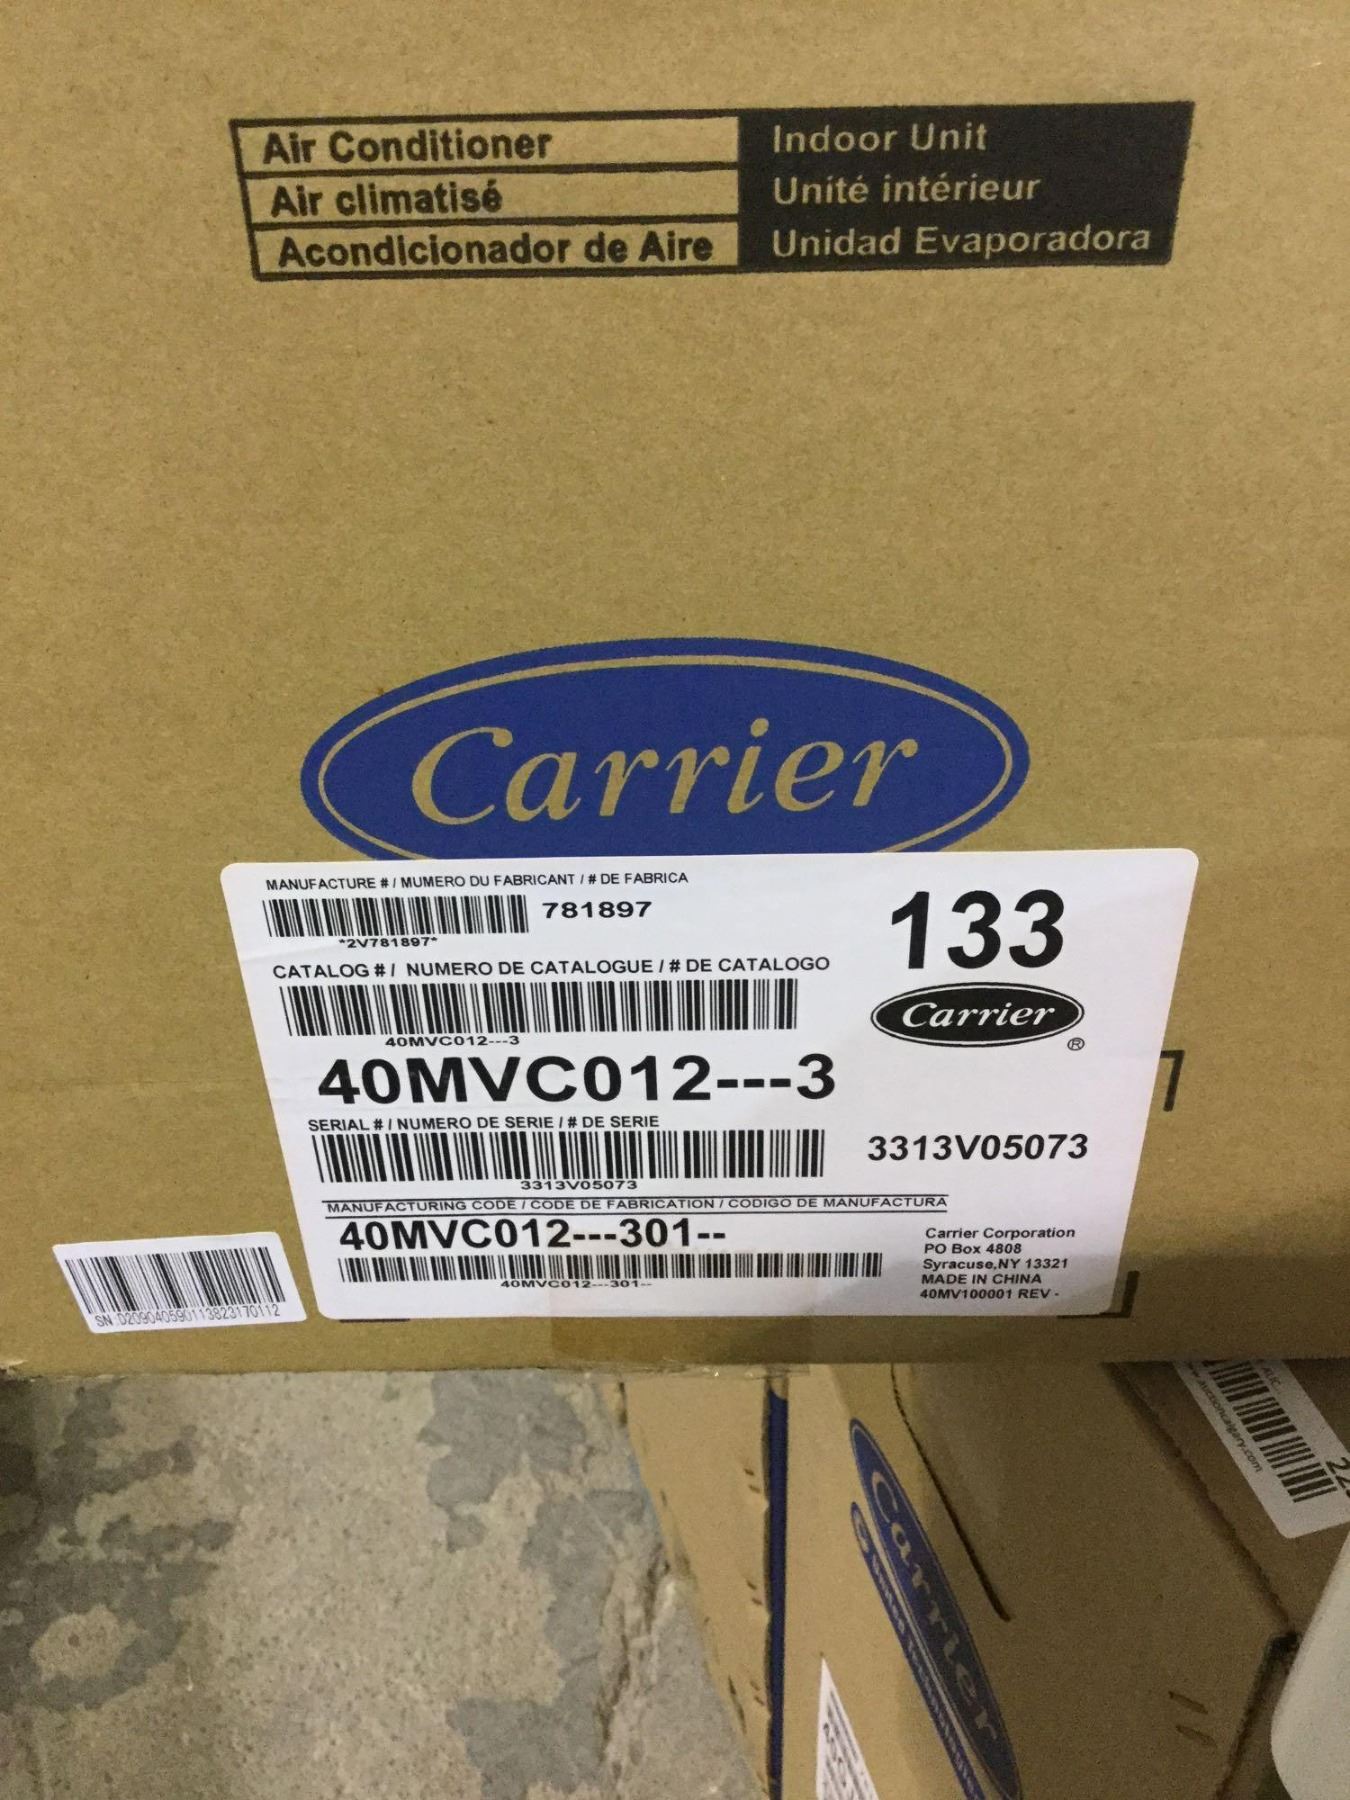 Air Conditioner Indoor Unit
Air climatisé Unité intérieur
Acondicionador de Aire Unidad Evaporadora
Carrier
MANUFACTURE # / MUMERO DU FABRICANT / # DE FABRICA
781897
*2V781897*
133
CATALOG # / NUMERO DE CATALOGUE / # DE CATALOGO
Carrier
®
40MVC012---3
40MVC012---3
SERIAL # / NUMERO DE SERIE / # DE SERIE
3313V05073
3313V05073
MANUFACTURING CODE / CODE DE FABRICATION / CODIGO DE MANUFACTURA
40MVC012---301--
40MVC012---301--
Carrier Corporation
PO Box 4808
Syracuse,NY 13321
MADE IN CHINA
40MV100001 REV -
SN:D209040590113823170112
Carrier